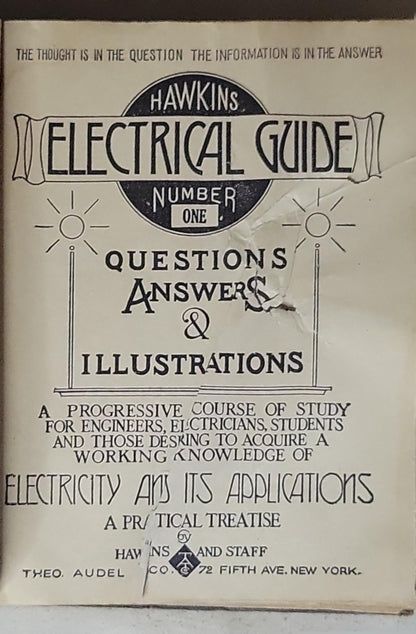 THE THOUGHT IS IN THE QUESTION THE INFORMATION IS IN THE ANSWER
HAWKINS
ELECTRICAL GUIDE
NUMBER
ONE
QUESTIONS
ANSWERS
&
ILLUSTRATIONS
A PROGRESSIVE COURSE OF STUDY
FOR ENGINEERS, ELCTRICIANS, STUDENTS
AND THOSE DESIRING TO ACQUIRE A
WORKING KNOWLEDGE OF
ELECTRICITY AND ITS APPLICATIONS
A PRACTICAL TREATISE
BY
HAWKINS AND STAFF
THEO. AUDEL CO. 72 FIFTH AVE. NEW YORK.